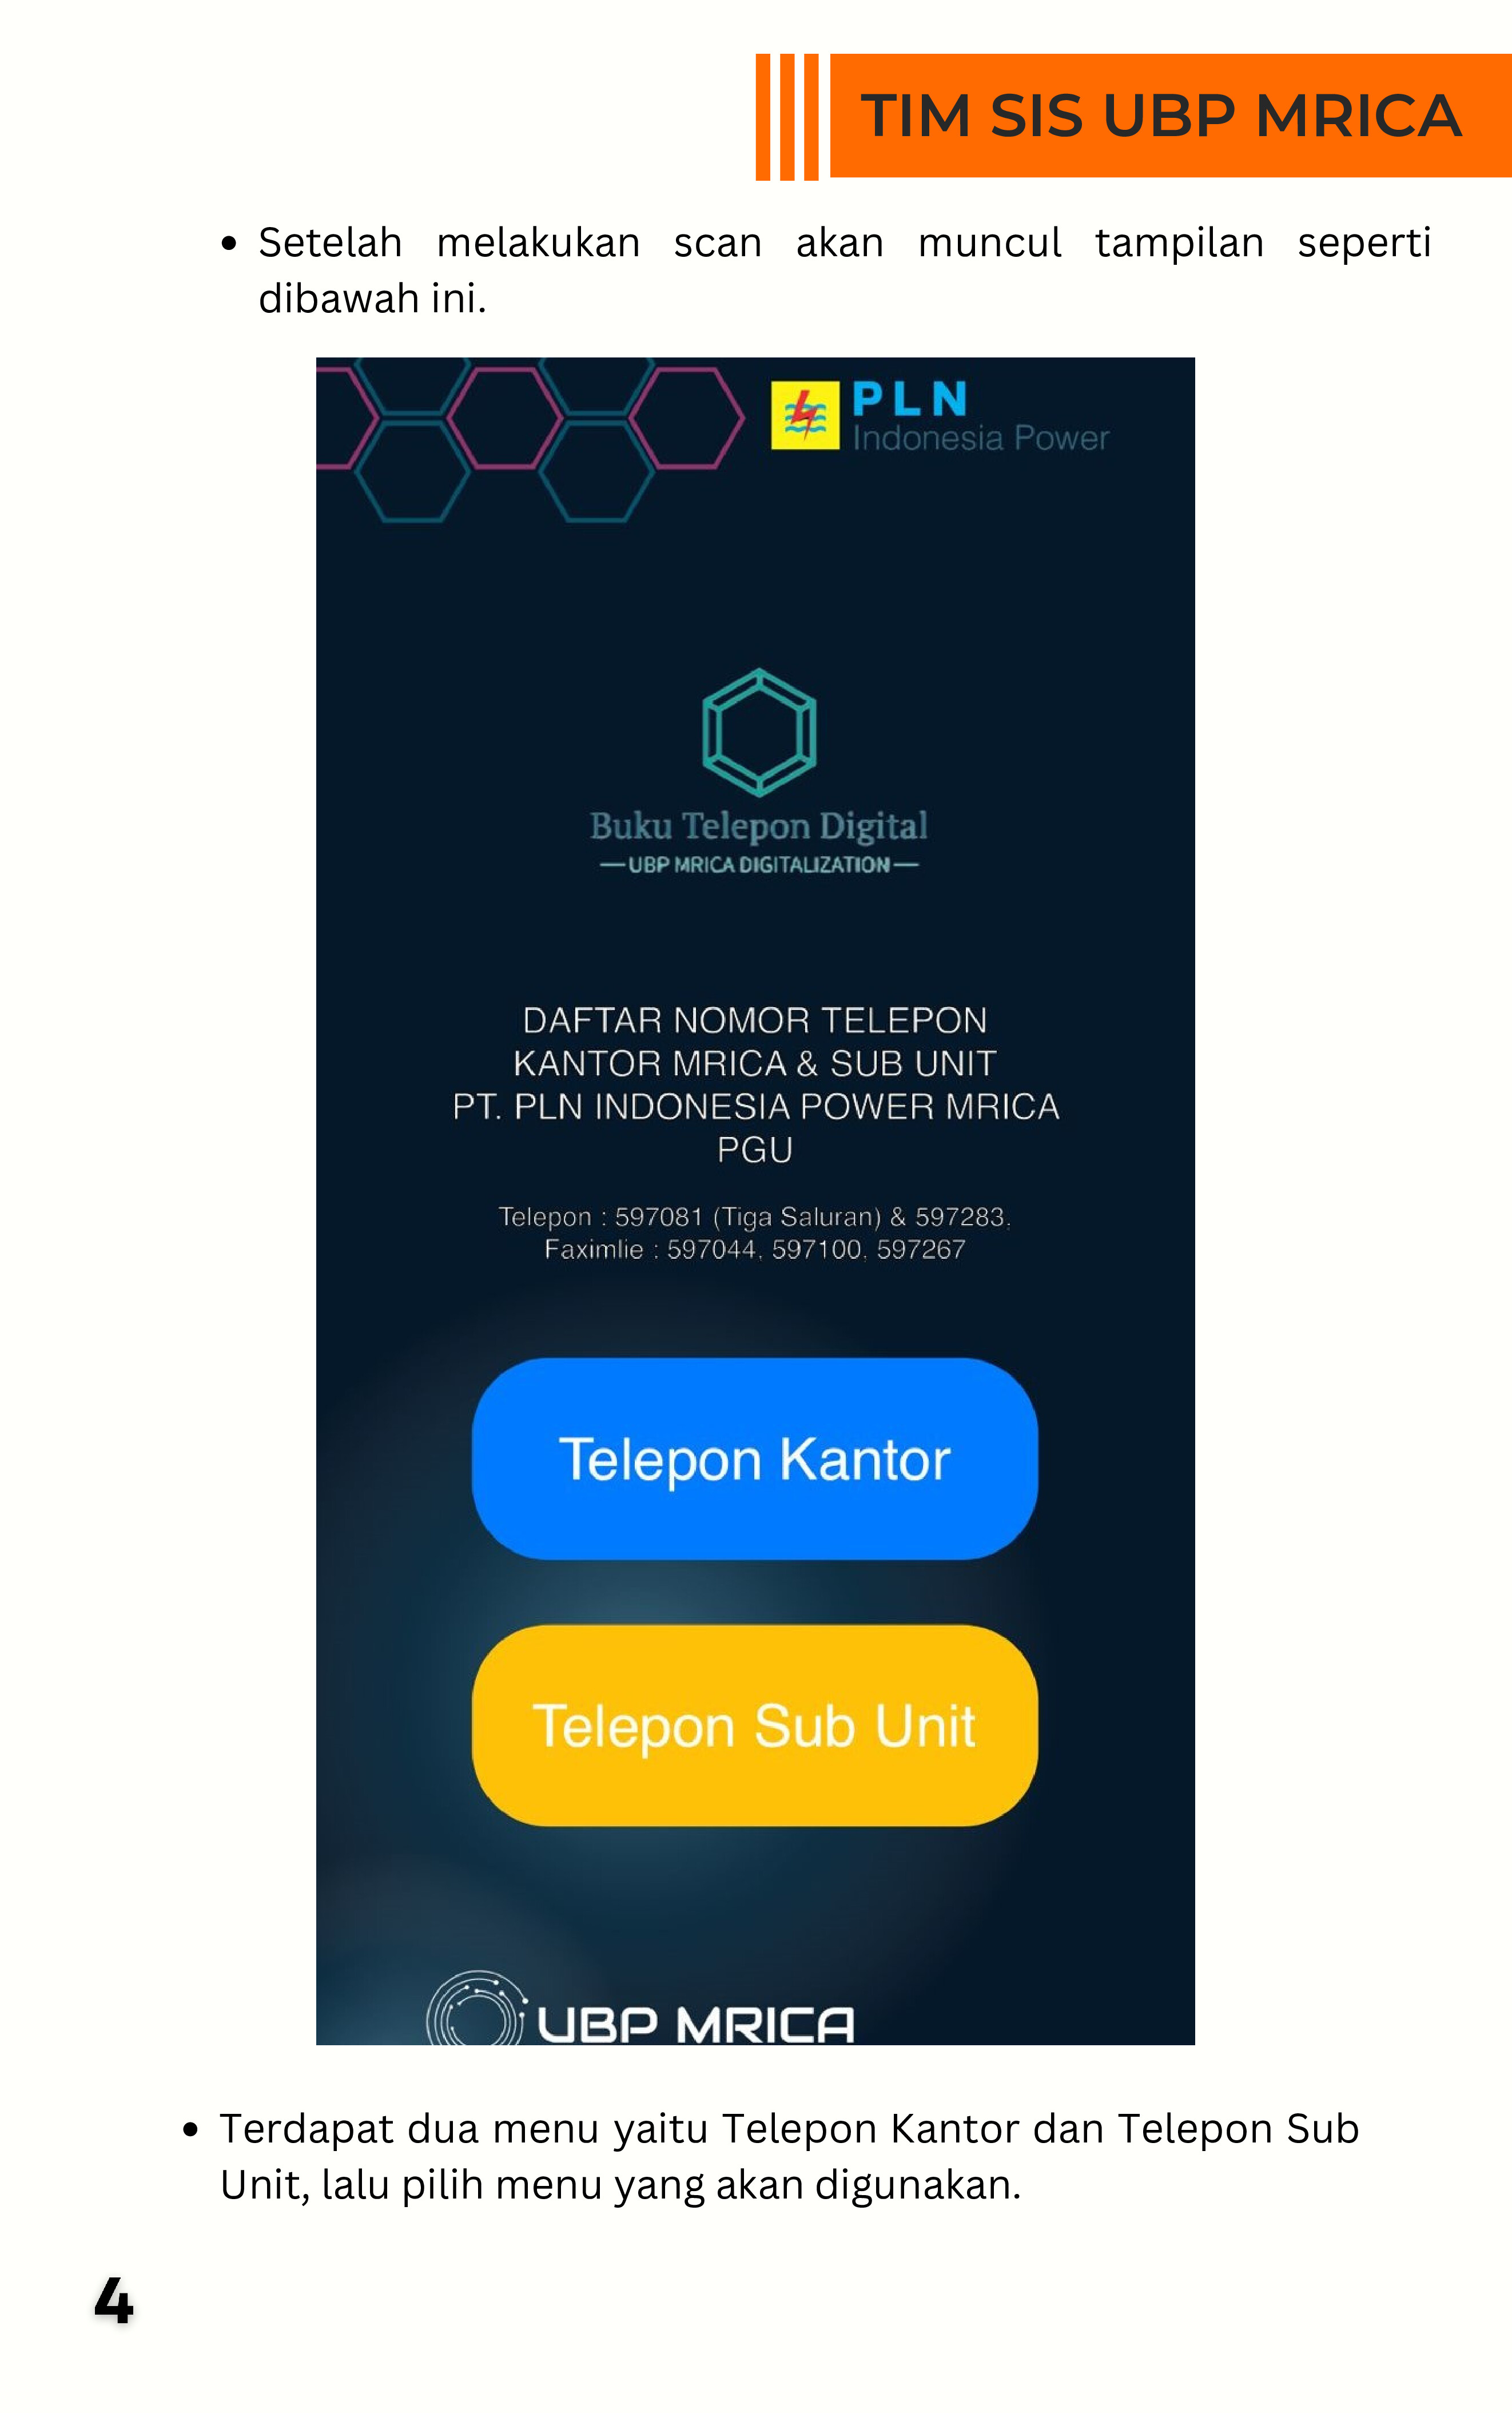 TIM SIS UBP MRICA
• Setelah melakukan scan akan muncul tampilan seperti
dibawah ini.
PLN
Indonesia Power
Buku Telepon Digital
—UBP MRICA DIGITALIZATION—
DAFTAR NOMOR TELEPON
KANTOR MRICA & SUB UNIT
PT. PLN INDONESIA POWER MRICA
PGU
Telepon : 597081 (Tiga Saluran) & 597283,
Faximlie : 597044, 597100, 597267
Telepon Kantor
Telepon Sub Unit
UBP MRICA
• Terdapat dua menu yaitu Telepon Kantor dan Telepon Sub
Unit, lalu pilih menu yang akan digunakan.
4